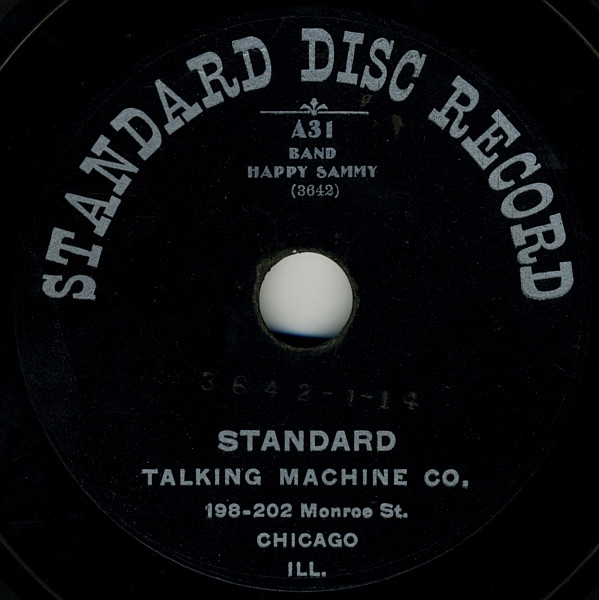 STANDARD DISC RECORD
A31
BAND
HAPPY SAMMY
(3642)
3642-1-14
STANDARD
TALKING MACHINE CO.
198-202 Monroe St.
CHICAGO
ILL.